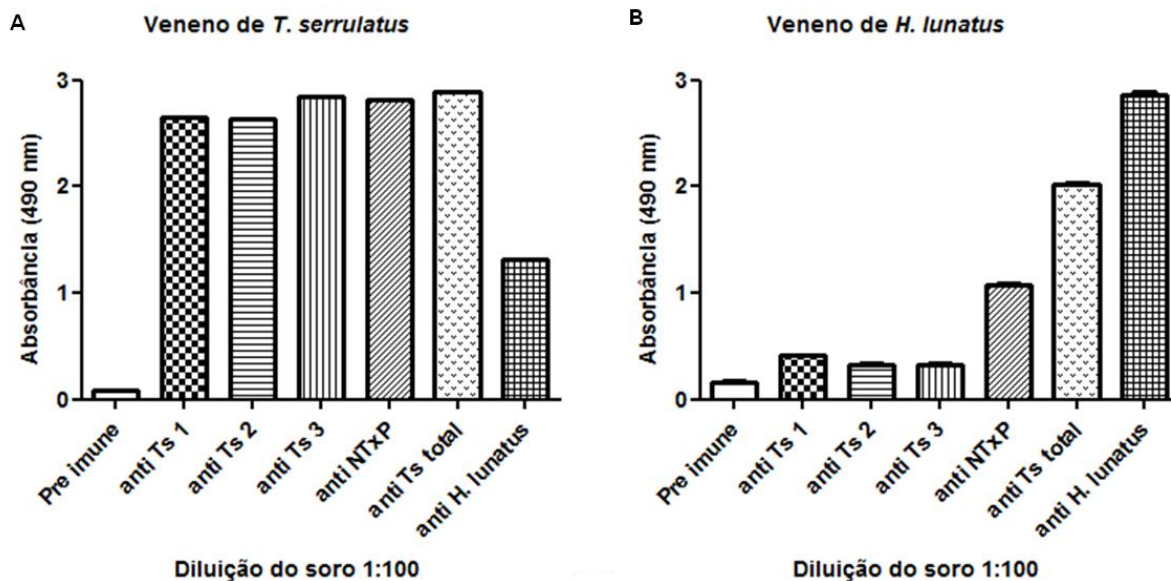 A
Veneno de T. serrulatus
Absorbância (490 nm)
3
2
1
0
Pre imune
anti Ts 1
anti Ts 2
anti Ts 3
anti NTxP
anti Ts total
anti H. lunatus
Diluição do soro 1:100
B
Veneno de H. lunatus
Absorbância (490 nm)
3
2
1
0
Pre imune
anti Ts 1
anti Ts 2
anti Ts 3
anti NTxP
anti Ts total
anti H. lunatus
Diluição do soro 1:100